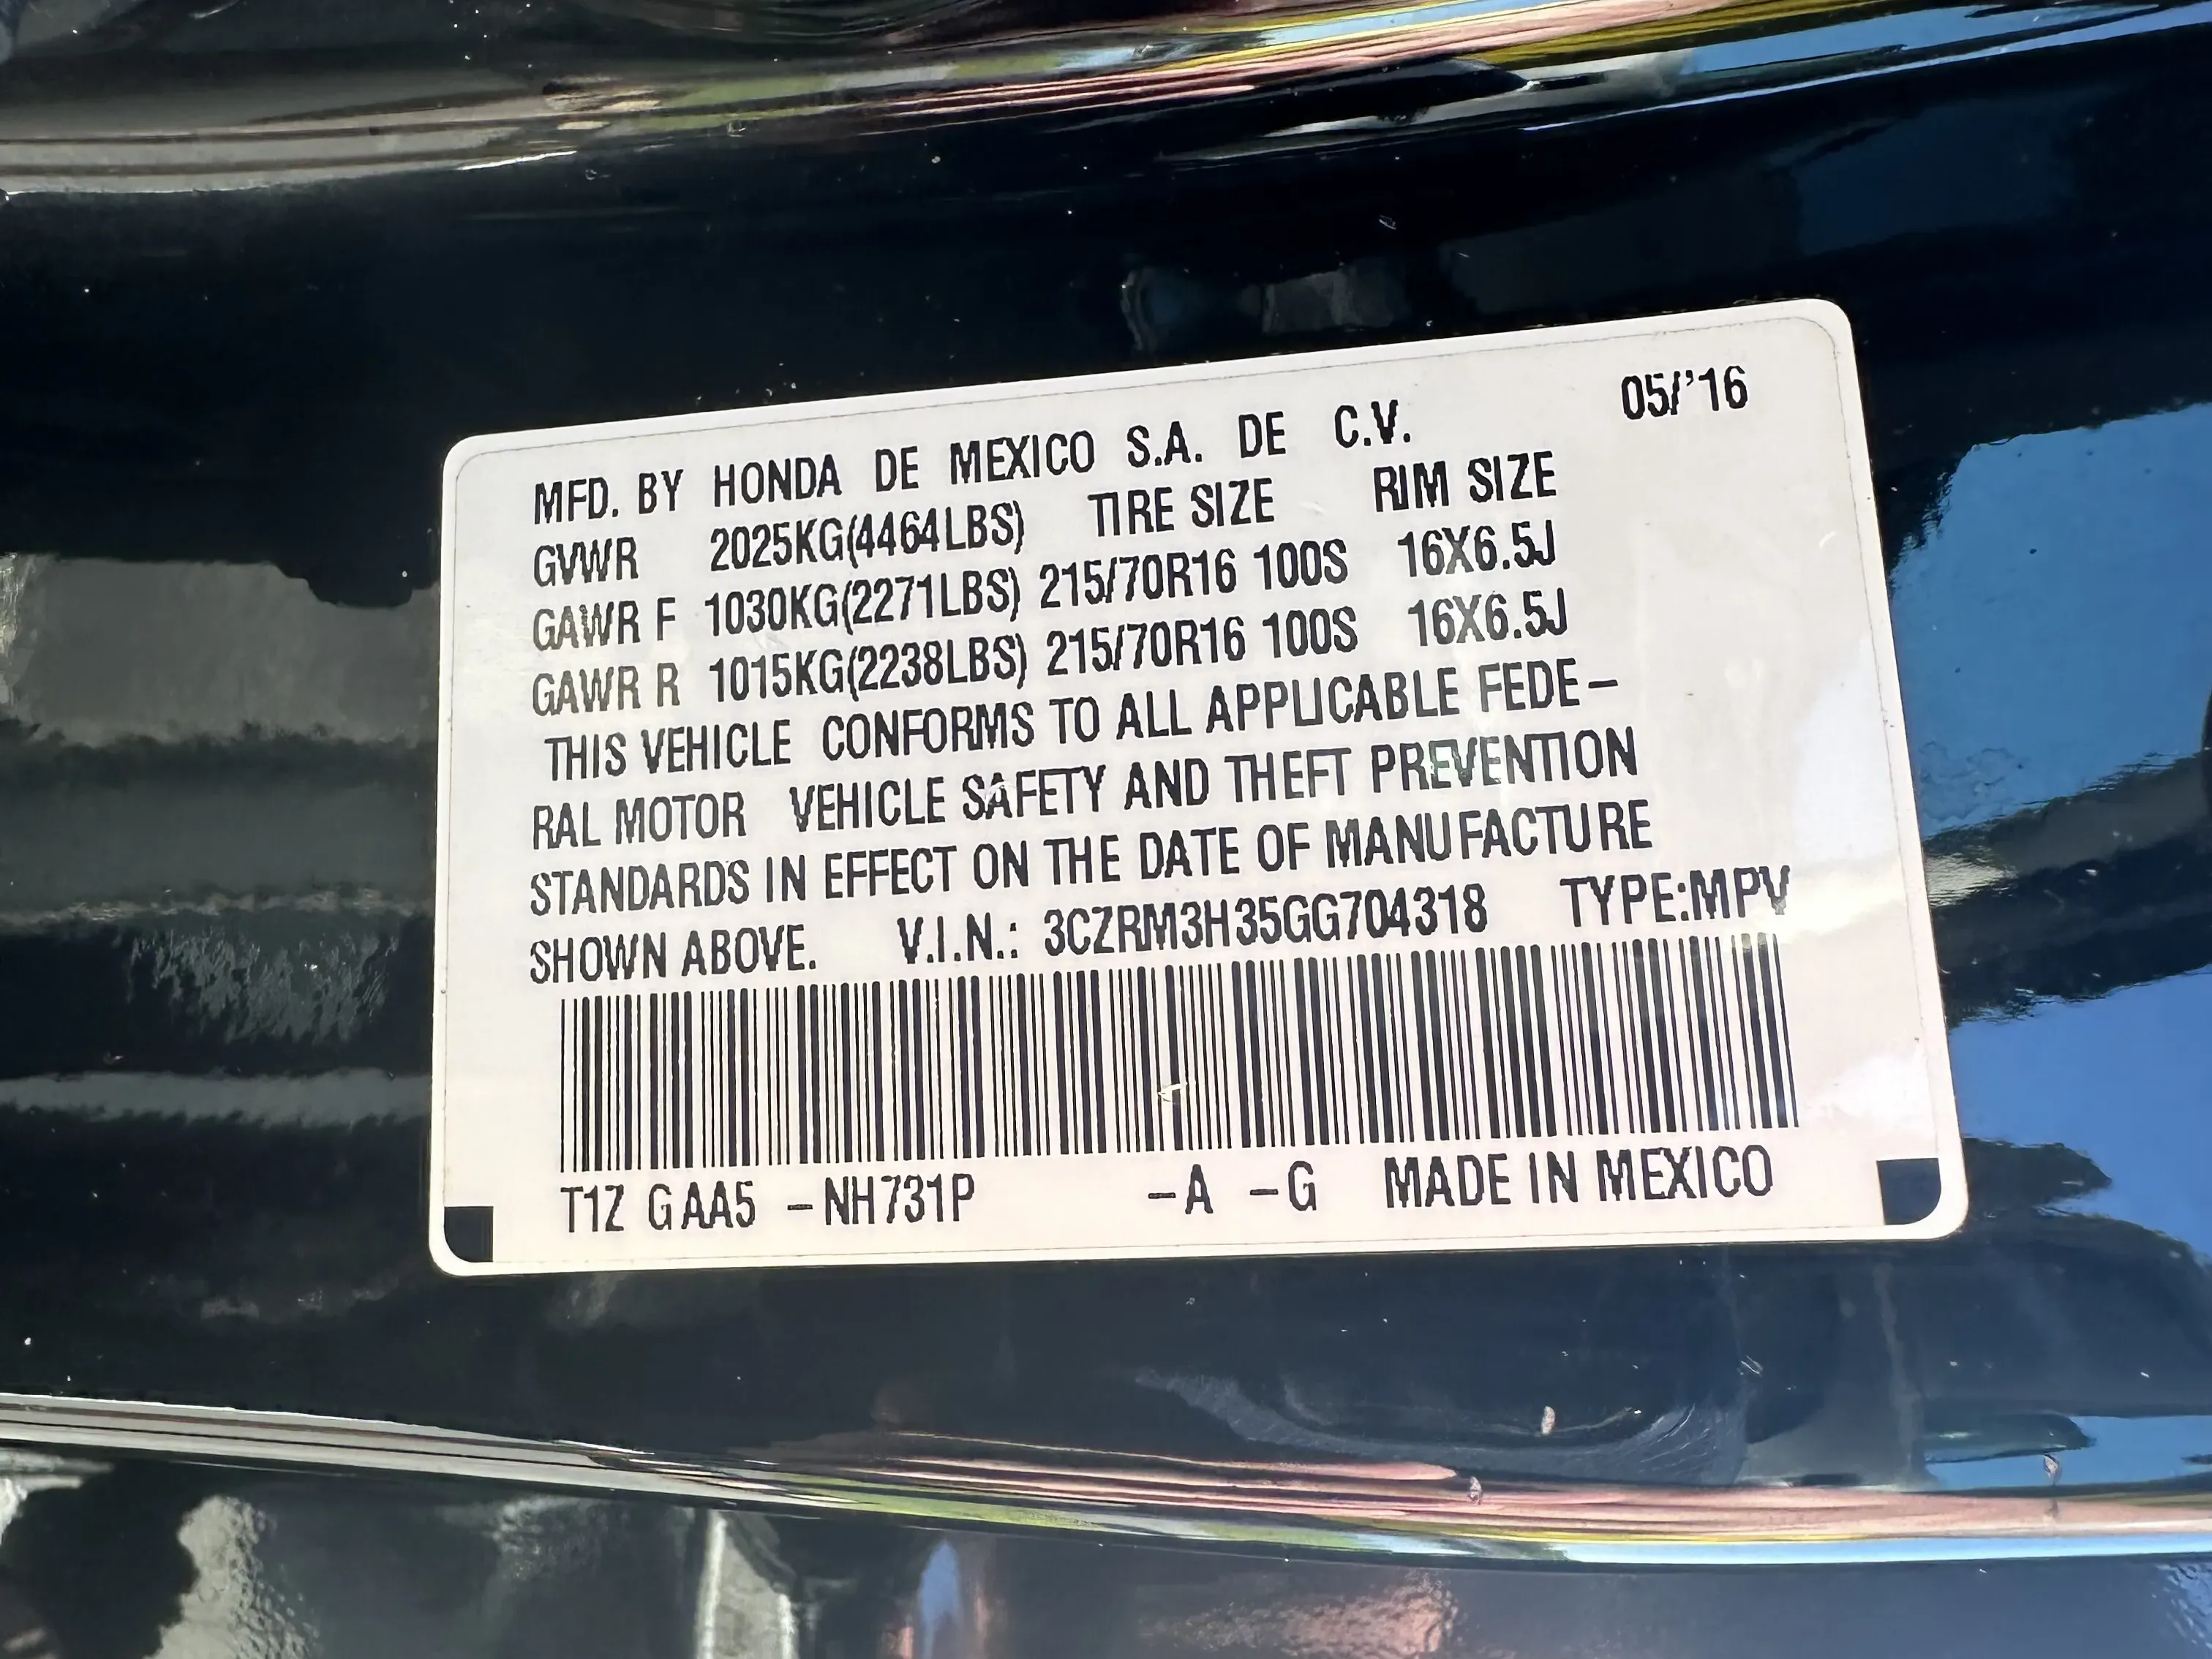 05/'16
MFD. BY HONDA DE MEXICO S.A. DE C.V.
GVWR 2025KG(4464LBS) TIRE SIZE RIM SIZE
GAWR F 1030KG(2271LBS) 215/70R16 100S 16X6.5J
GAWR R 1015KG(2238LBS) 215/70R16 100S 16X6.5J
THIS VEHICLE CONFORMS TO ALL APPLICABLE FEDE-
RAL MOTOR VEHICLE SAFETY AND THEFT PREVENTION
STANDARDS IN EFFECT ON THE DATE OF MANUFACTURE
SHOWN ABOVE. V.I.N.: 3CZRM3H35GG704318 TYPE:MPV
T1Z GAA5 -NH731P -A -G MADE IN MEXICO